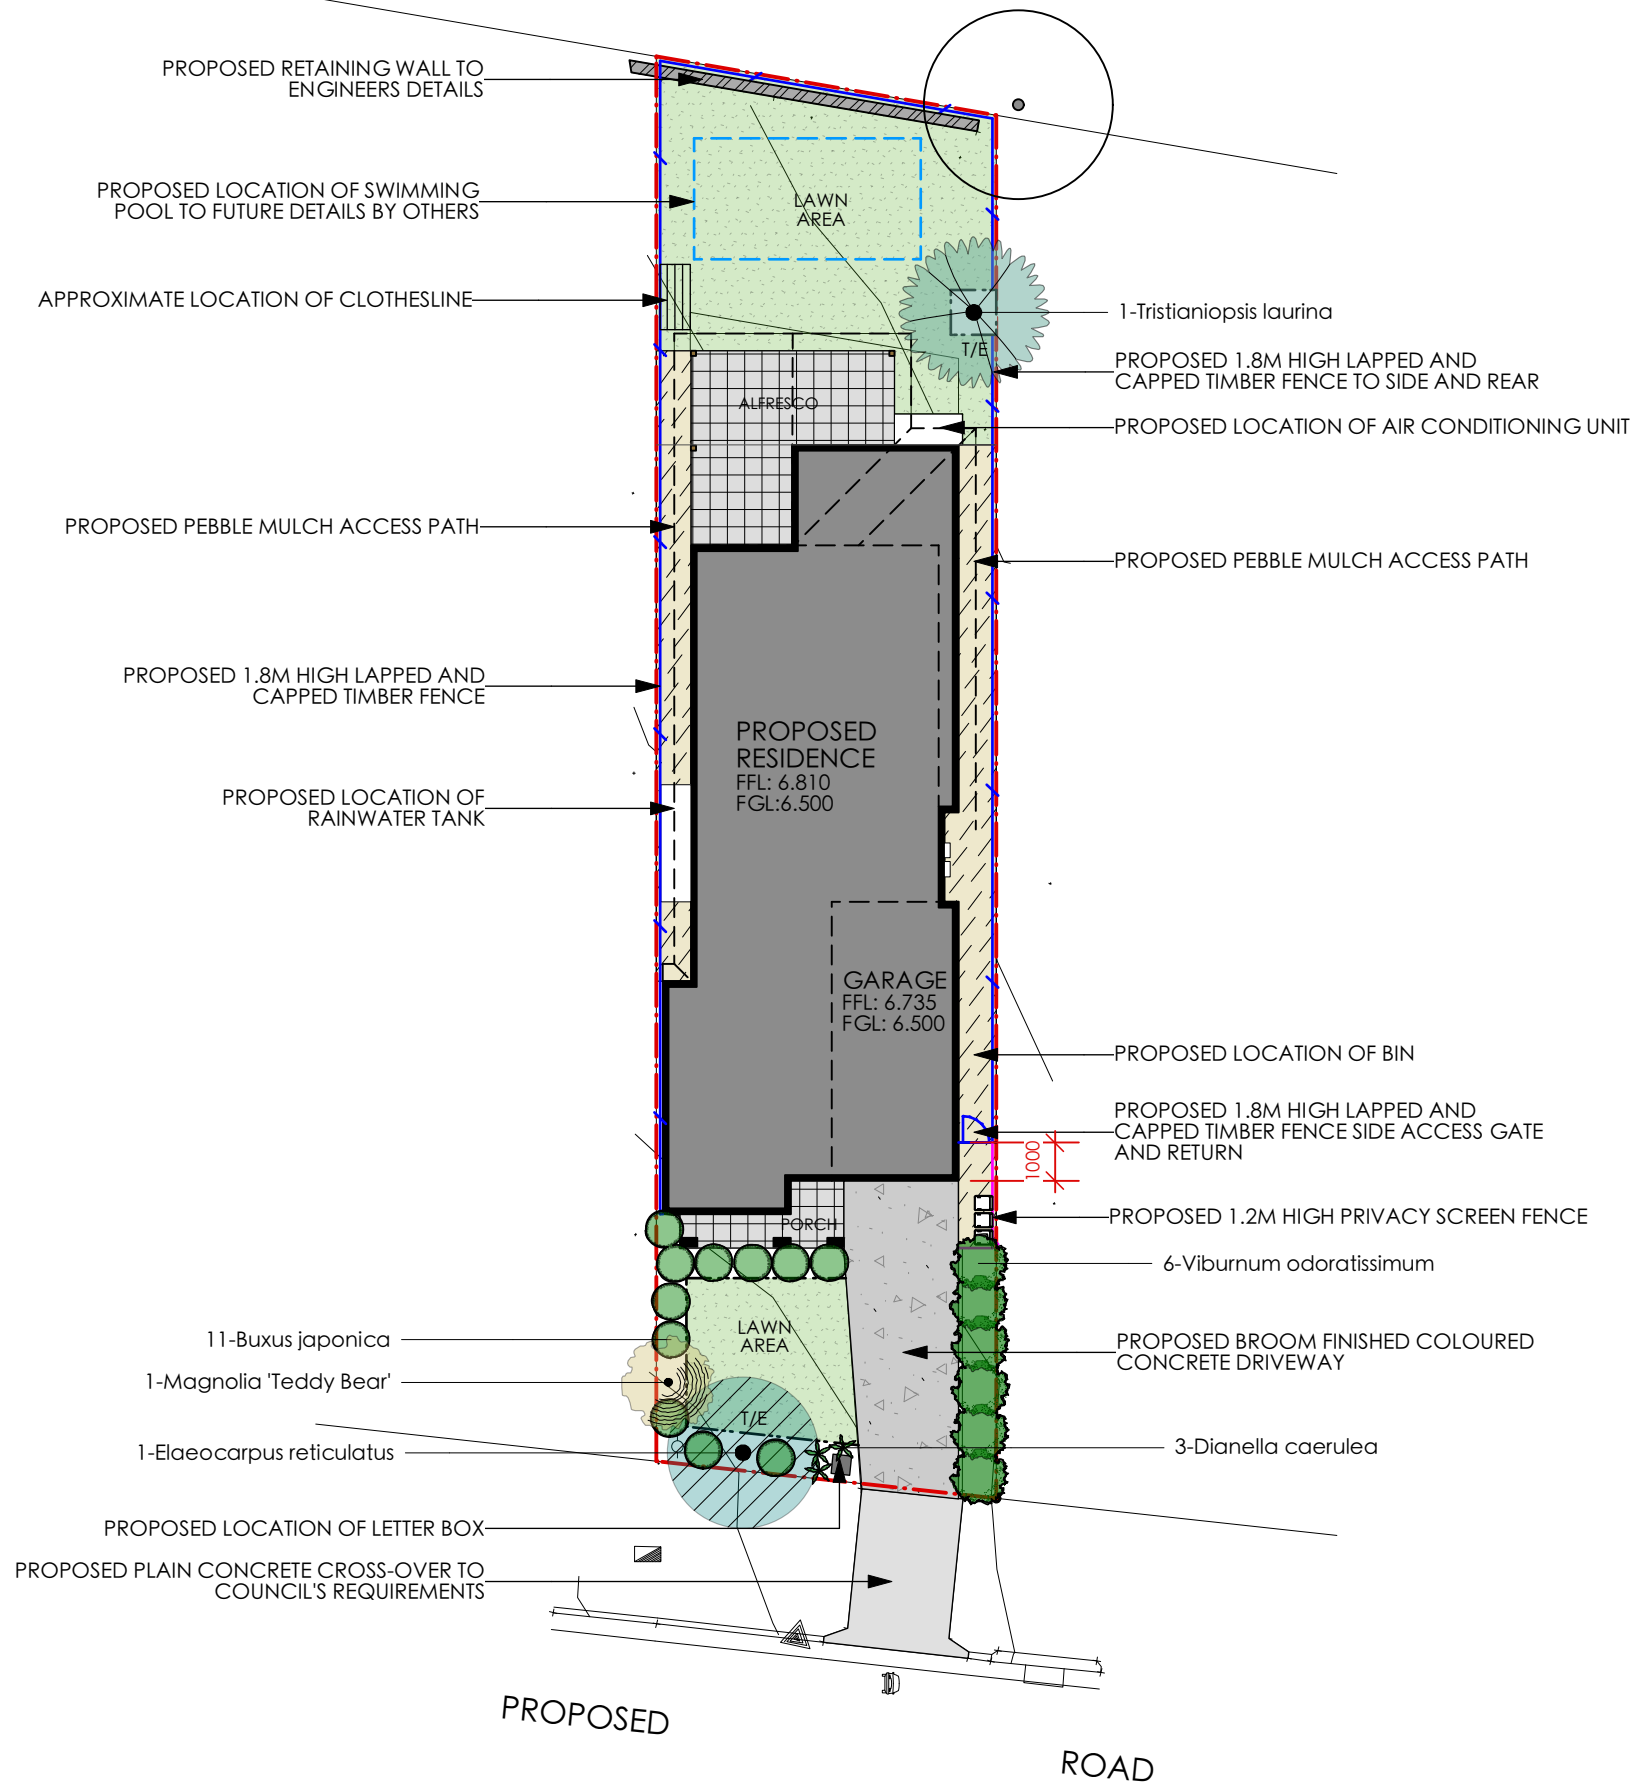 PROPOSED RETAINING WALL TO
ENGINEERS DETAILS
PROPOSED LOCATION OF SWIMMING
POOL TO FUTURE DETAILS BY OTHERS
LAWN
AREA
APPROXIMATE LOCATION OF CLOTHESLINE
1-Tristianiopsis laurina
T/E
PROPOSED 1.8M HIGH LAPPED AND
CAPPED TIMBER FENCE TO SIDE AND REAR
ALFRESCO
PROPOSED LOCATION OF AIR CONDITIONING UNIT
PROPOSED PEBBLE MULCH ACCESS PATH
PROPOSED PEBBLE MULCH ACCESS PATH
PROPOSED 1.8M HIGH LAPPED AND
CAPPED TIMBER FENCE
PROPOSED
RESIDENCE
FFL: 6.810
FGL:6.500
PROPOSED LOCATION OF
RAINWATER TANK
GARAGE
FFL: 6.735
FGL: 6.500
PROPOSED LOCATION OF BIN
PROPOSED 1.8M HIGH LAPPED AND
CAPPED TIMBER FENCE SIDE ACCESS GATE
AND RETURN
1000
PORCH
PROPOSED 1.2M HIGH PRIVACY SCREEN FENCE
6-Viburnum odoratissimum
LAWN
AREA
11-Buxus japonica
PROPOSED BROOM FINISHED COLOURED
CONCRETE DRIVEWAY
1-Magnolia 'Teddy Bear'
T/E
1-Elaeocarpus reticulatus
3-Dianella caerulea
PROPOSED LOCATION OF LETTER BOX
PROPOSED PLAIN CONCRETE CROSS-OVER TO
COUNCIL'S REQUIREMENTS
PROPOSED
ROAD